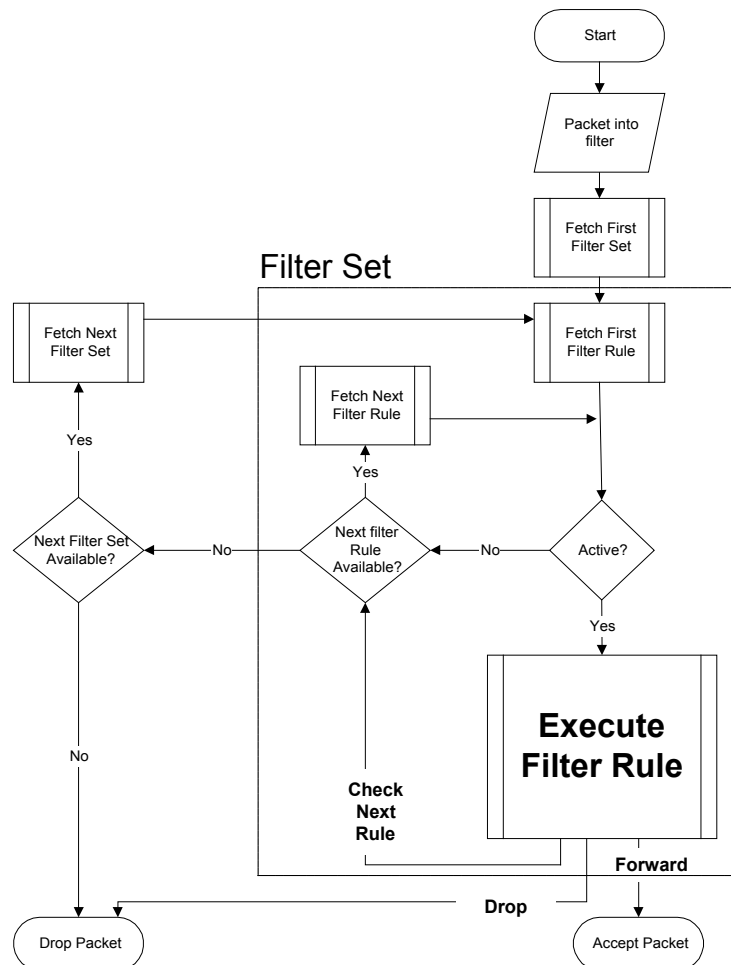 Start
Packet into
filter
Fetch First
Filter Set
Filter Set
Fetch Next
Filter Set
Fetch First
Filter Rule
Fetch Next
Filter Rule
Yes
Yes
Next Filter Set
Available?
No
Next filter
Rule
Available?
No
Active?
Yes
Execute
Filter Rule
No
Check
Next
Rule
Forward
Drop
Drop Packet
Accept Packet